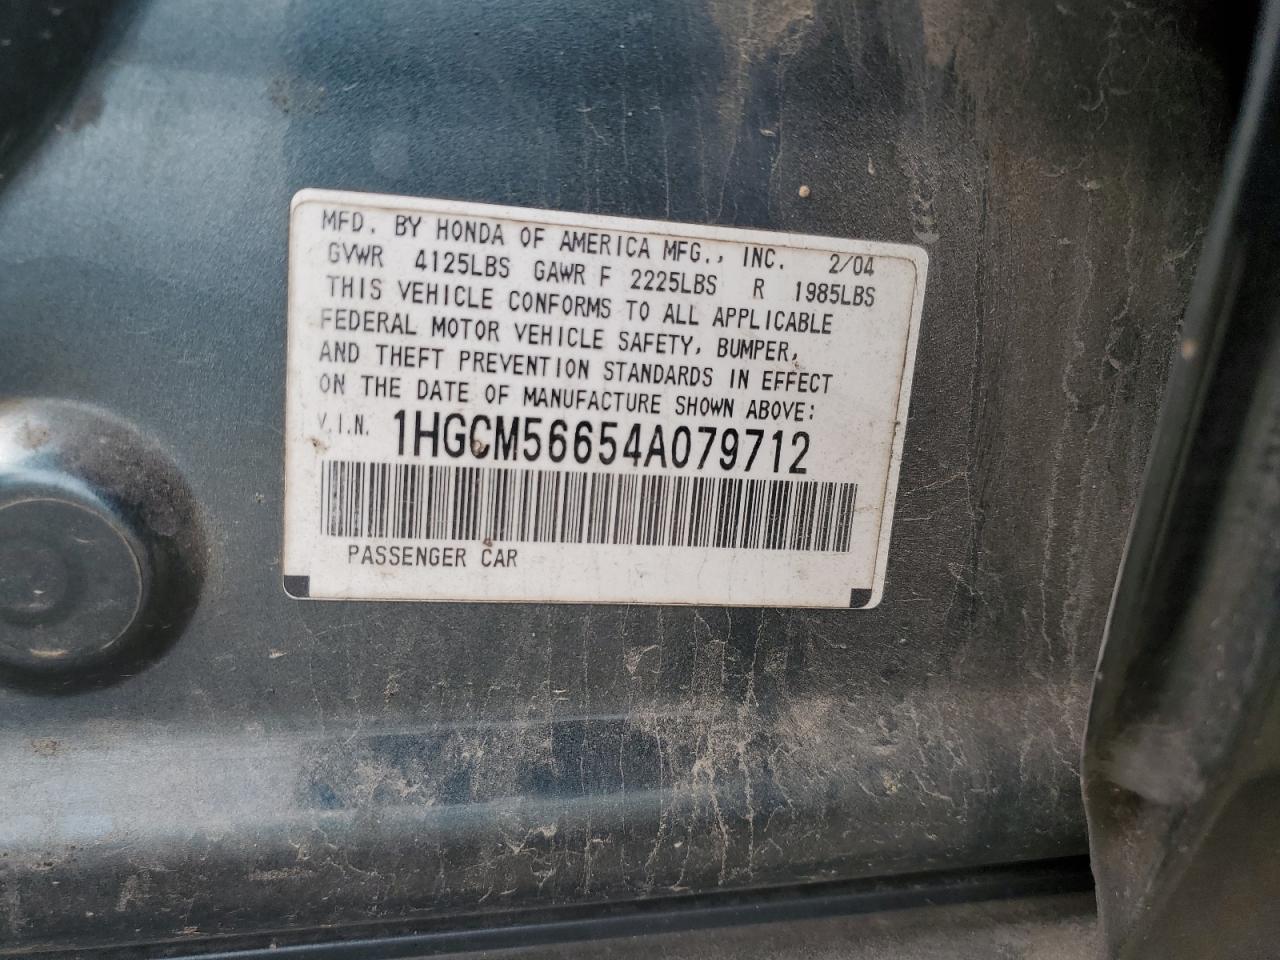 MFD. BY HONDA OF AMERICA MFG., INC. 2/04
GVWR 4125LBS GAWR F 2225LBS R 1985LBS
THIS VEHICLE CONFORMS TO ALL APPLICABLE
FEDERAL MOTOR VEHICLE SAFETY, BUMPER,
AND THEFT PREVENTION STANDARDS IN EFFECT
ON THE DATE OF MANUFACTURE SHOWN ABOVE:
V.I.N. 1HGCM56654A079712
PASSENGER CAR